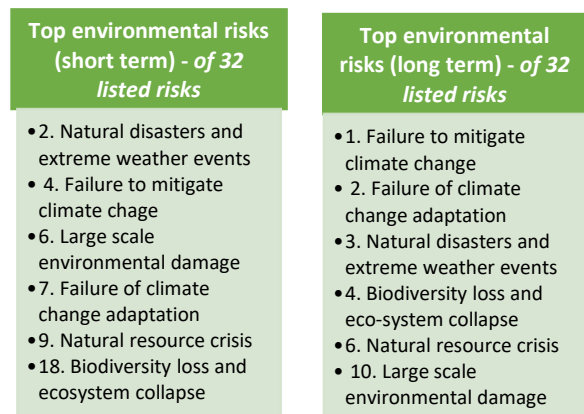 Top environmental risks
(short term) - of 32
listed risks
•2. Natural disasters and
extreme weather events
• 4. Failure to mitigate
climate chage
•6. Large scale
environmental damage
•7. Failure of climate
change adaptation
•9. Natural resource crisis
•18. Biodiversity loss and
ecosystem collapse
Top environmental
risks (long term) - of 32
listed risks
•1. Failure to mitigate
climate change
• 2. Failure of climate
change adaptation
•3. Natural disasters and
extreme weather events
•4. Biodiversity loss and
eco-system collapse
•6. Natural resource crisis
• 10. Large scale
environmental damage